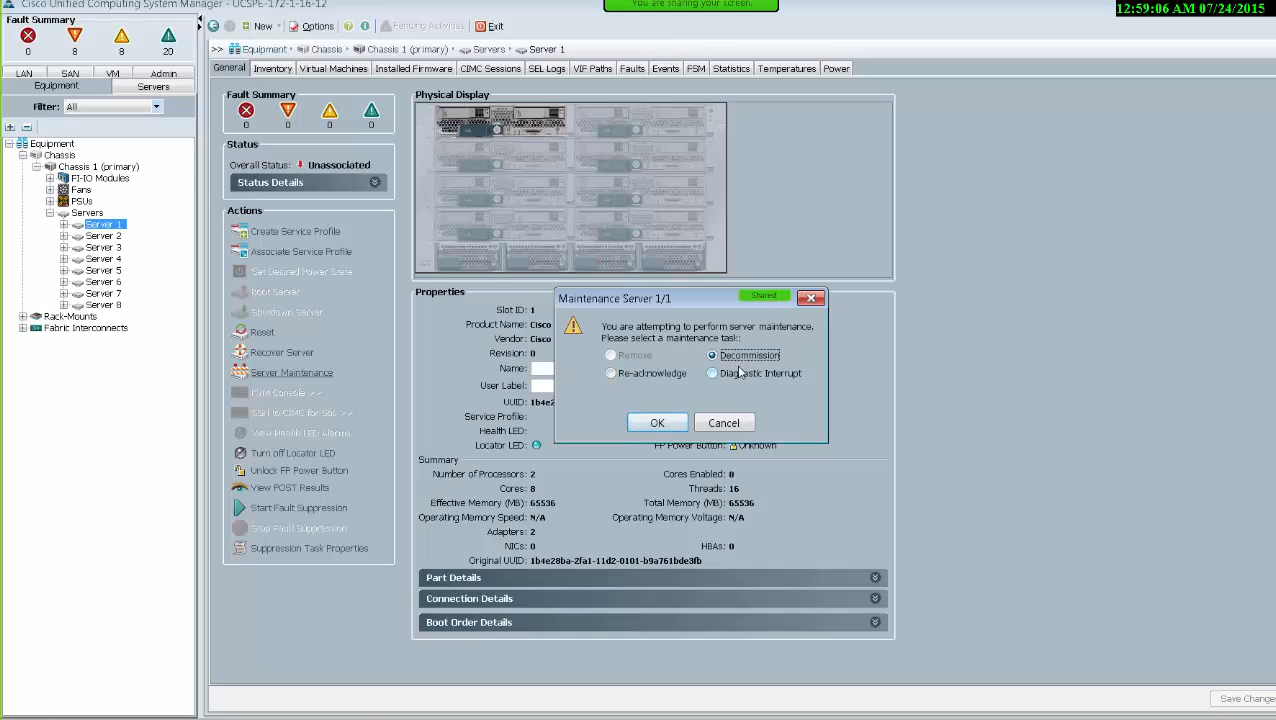 Cisco Unified Computing System Manager - UCSPE-172-1-16-12
You are sharing your screen.
12:59:06 AM 07/24/2015
Fault Summary
0 8 8 20
New Options Pending Activities Exit
>> Equipment Chassis Chassis 1 (primary) Servers Server 1
LAN SAN VM Admin
Equipment Servers
Filter: All
Equipment
Chassis
Chassis 1 (primary)
FI-IO Modules
Fans
PSUs
Servers
Server 1
Server 2
Server 3
Server 4
Server 5
Server 6
Server 7
Server 8
Rack-Mounts
Fabric Interconnects
General Inventory Virtual Machines Installed Firmware CIMC Sessions SEL Logs VIF Paths Faults Events FSM Statistics Temperatures Power
Fault Summary
0 0 0 0
Status
Overall Status: Unassociated
Status Details
Actions
Create Service Profile
Associate Service Profile
Set Desired Power State
Boot Server
Shutdown Server
Reset
Recover Server
Server Maintenance
KVM Console >>
SSH to CIMC for SoL >>
View Health LED Alarms
Turn off Locator LED
Unlock FP Power Button
View POST Results
Start Fault Suppression
Stop Fault Suppression
Suppression Task Properties
Physical Display
Properties
Slot ID: 1
Product Name: Cisco
Vendor: Cisco
Revision: 0
Name:
User Label:
UUID: 1b4e2
Service Profile:
Health LED:
Locator LED:
FP Power Button: Unknown
Maintenance Server 1/1
Shared
You are attempting to perform server maintenance.
Please select a maintenance task:
Remove Decommission
Re-acknowledge Diagnostic Interrupt
OK Cancel
Summary
Number of Processors: 2 Cores Enabled: 8
Cores: 8 Threads: 16
Effective Memory (MB): 65536 Total Memory (MB): 65536
Operating Memory Speed: N/A Operating Memory Voltage: N/A
Adapters: 2
NICs: 0 HBAs: 0
Original UUID: 1b4e28ba-2fa1-11d2-0101-b9a761bde3fb
Part Details
Connection Details
Boot Order Details
Save Change